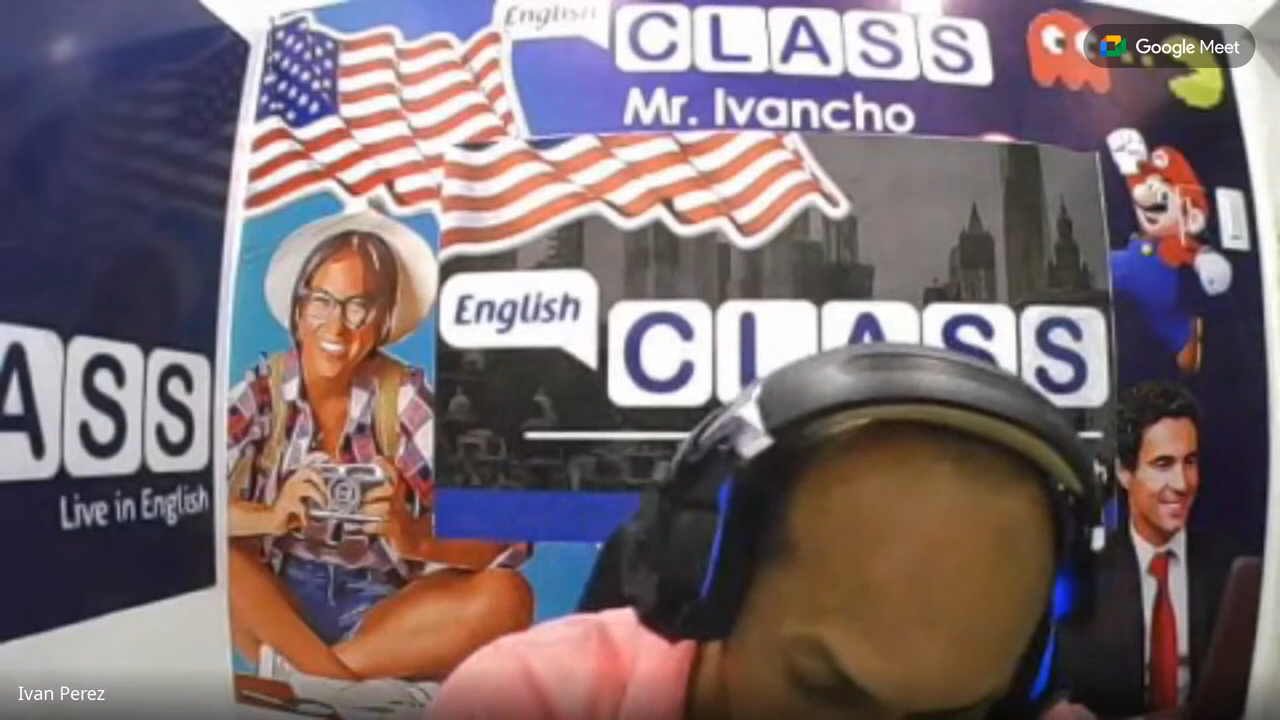 English
CLASS
Mr. Ivancho
Google Meet
English
CLASS
ASS
Live in English
Ivan Perez